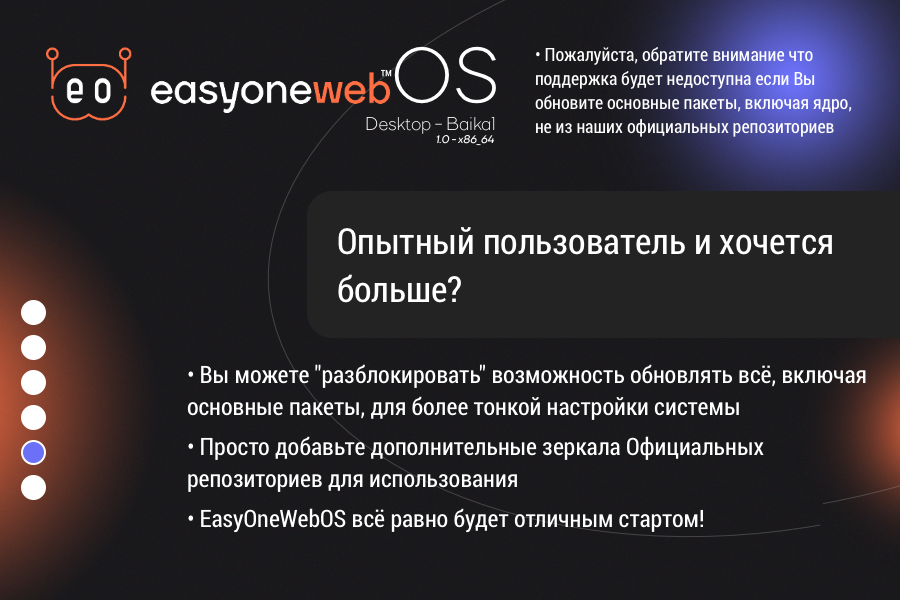 eo easyoneweb™OS
Desktop - Baikal
1.0 - x86_64
• Пожалуйста, обратите внимание что
поддержка будет недоступна если Вы
обновите основные пакеты, включая ядро,
не из наших официальных репозиториев
Опытный пользователь и хочется
больше?
• Вы можете "разблокировать" возможность обновлять всё, включая
основные пакеты, для более тонкой настройки системы
• Просто добавьте дополнительные зеркала Официальных
репозиториев для использования
• EasyOneWebOS всё равно будет отличным стартом!